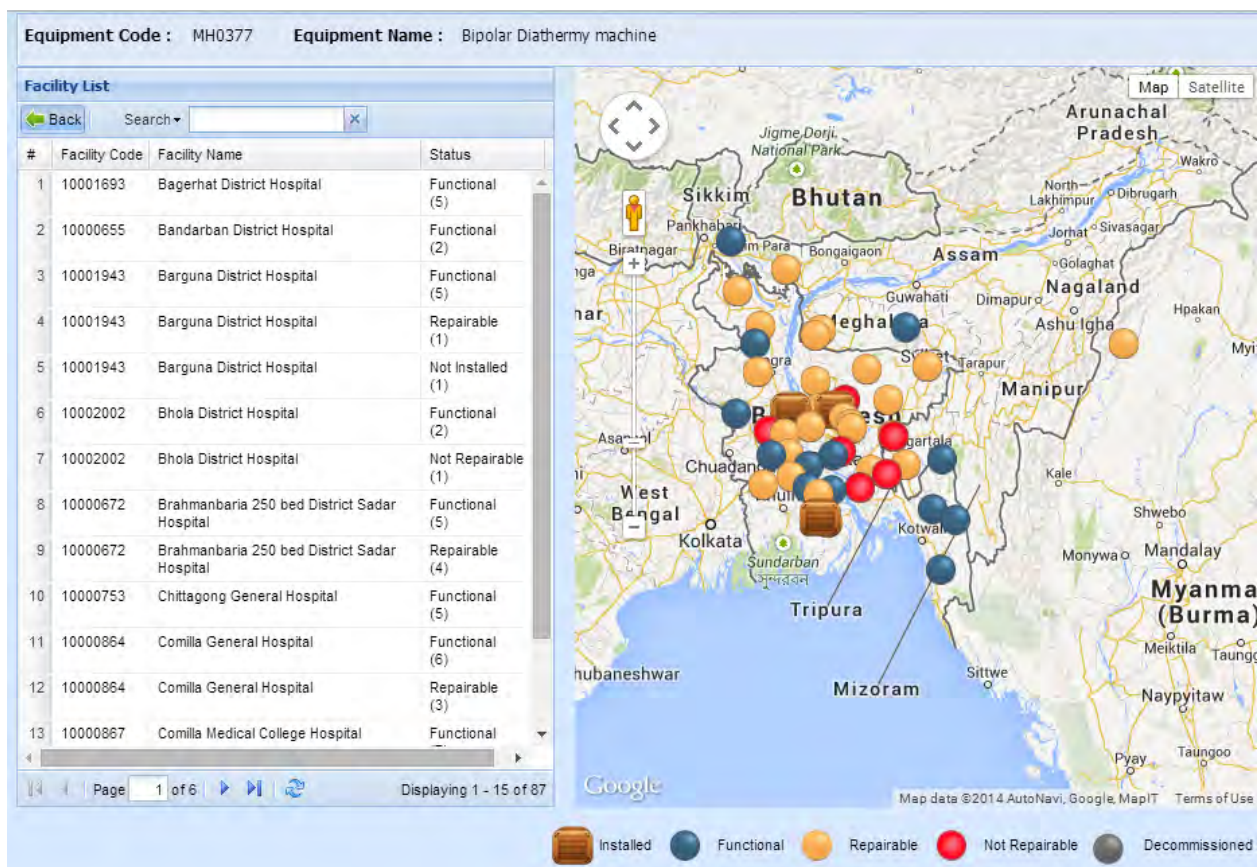 Equipment Code : MH0377 Equipment Name : Bipolar Diathermy machine
Facility List
Back Search
# Facility Code Facility Name Status
1 10001693 Bagerhat District Hospital Functional
(5)
2 10000655 Bandarban District Hospital Functional
(2)
3 10001943 Barguna District Hospital Functional
(5)
4 10001943 Barguna District Hospital Repairable
(1)
5 10001943 Barguna District Hospital Not Installed
(1)
6 10002002 Bhola District Hospital Functional
(2)
7 10002002 Bhola District Hospital Not Repairable
(1)
8 10000672 Brahmanbaria 250 bed District Sadar Functional
Hospital (5)
9 10000672 Brahmanbaria 250 bed District Sadar Repairable
Hospital (4)
10 10000753 Chittagong General Hospital Functional
(5)
11 10000864 Comilla General Hospital Functional
(6)
12 10000864 Comilla General Hospital Repairable
(3)
13 10000867 Comilla Medical College Hospital Functional
Page 1 of 6 Displaying 1 - 15 of 87
Map Satellite
Arunachal
Pradesh
Jigme Dorji
National Park
Wakro
Sikkim
Bhutan
North-
Lakhimpur
Dibrugarh
Pankhabari
Jorhat
Sivasagar
Biratnagar
Bongaigaon
Assam
Golaghat
Nagaland
Guwahati
Dimapur
Hpakan
Ashu Igha
Tarapur
Manipur
Kale
West
Bengal
Kolkata
Shwebo
Monywa
Mandalay
Sundarban
সুন্দরবন
Tripura
Myanma
(Burma)
Meiktila
Mizoram
Sittwe
Naypyitaw
hubaneshwar
Pyay
Taungoo
Google
Map data ©2014 AutoNavi, Google, MapIT Terms of Use
Installed Functional Repairable Not Repairable Decommissioned